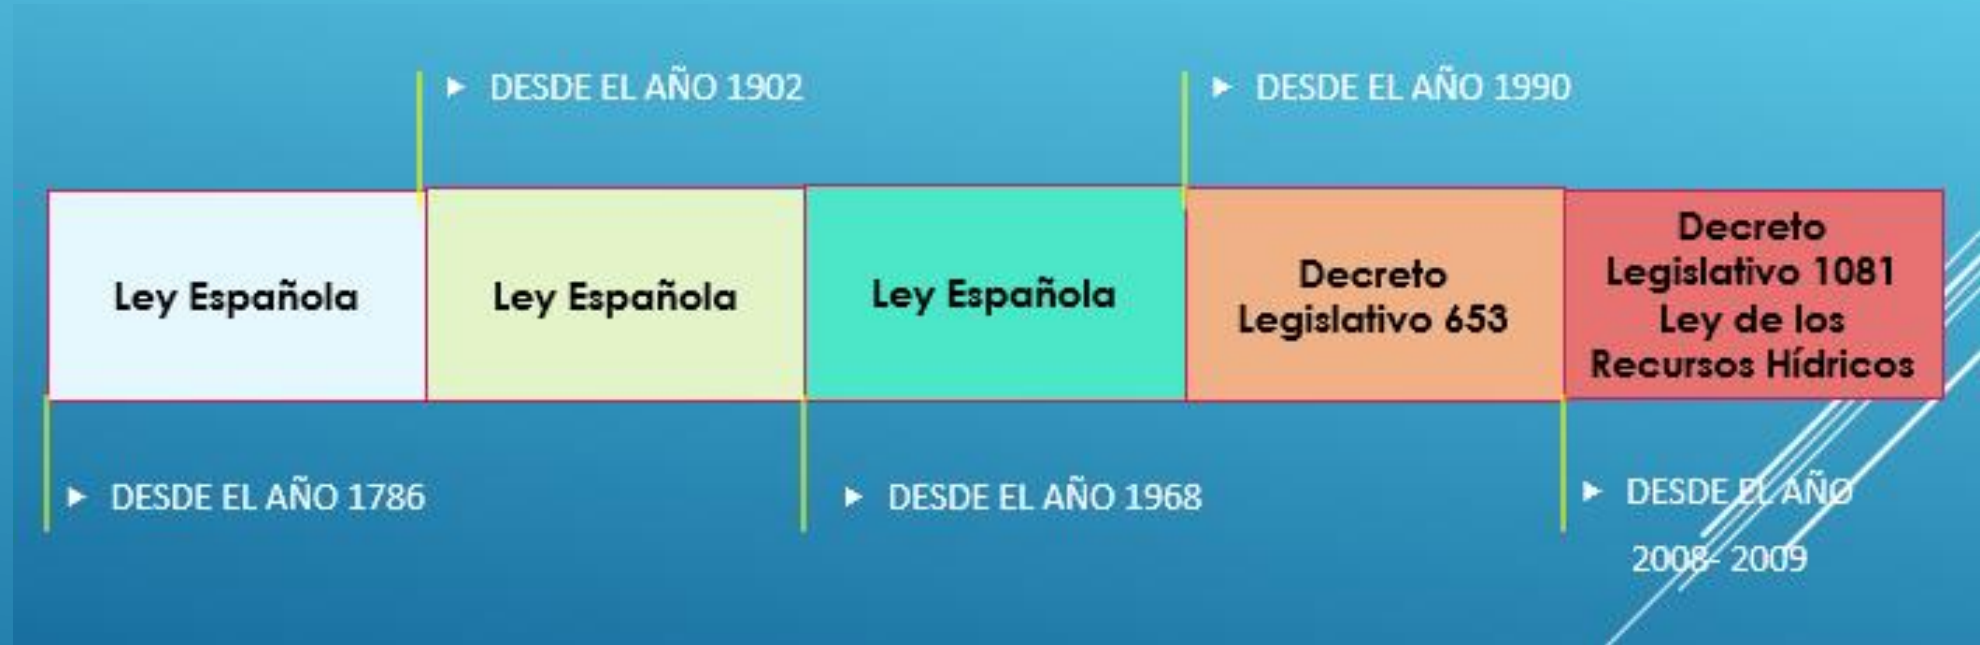 DESDE EL AÑO 1902
DESDE EL AÑO 1990
Ley Española
Ley Española
Ley Española
Decreto
Legislativo 653
Decreto
Legislativo 1081
Ley de los
Recursos Hídricos
DESDE EL AÑO 1786
DESDE EL AÑO 1968
DESDE EL AÑO
2008- 2009